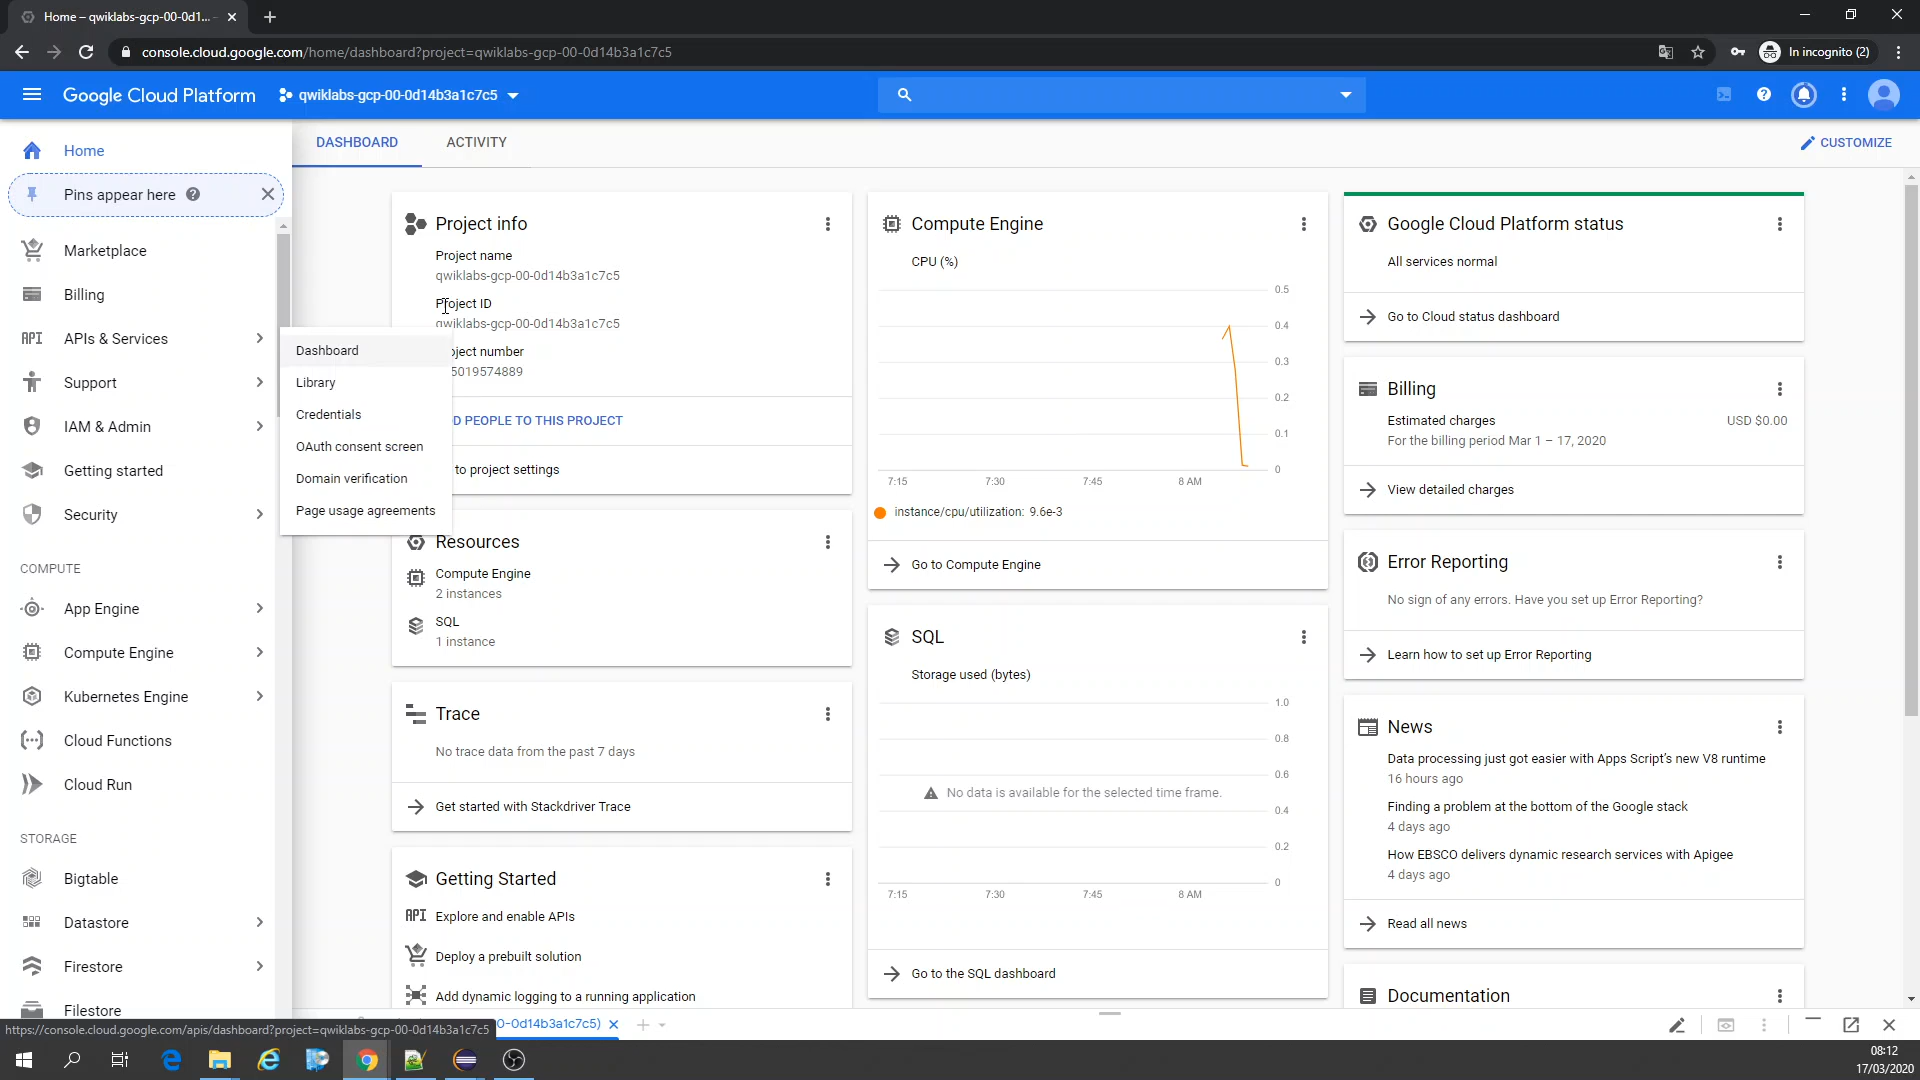 Home – qwiklabs-gcp-00-0d1...
console.cloud.google.com/home/dashboard?project=qwiklabs-gcp-00-0d14b3a1c7c5
In incognito (2)
Google Cloud Platform
qwiklabs-gcp-00-0d14b3a1c7c5
Home
Pins appear here
Marketplace
Billing
API APIs & Services
Support
IAM & Admin
Getting started
Security
COMPUTE
App Engine
Compute Engine
Kubernetes Engine
Cloud Functions
Cloud Run
STORAGE
Bigtable
Datastore
Firestore
Filestore
Dashboard
Library
Credentials
OAuth consent screen
Domain verification
Page usage agreements
DASHBOARD
ACTIVITY
CUSTOMIZE
Project info
Project name
qwiklabs-gcp-00-0d14b3a1c7c5
Project ID
qwiklabs-gcp-00-0d14b3a1c7c5
oject number
5019574889
D PEOPLE TO THIS PROJECT
to project settings
Resources
Compute Engine
2 instances
SQL
1 instance
Trace
No trace data from the past 7 days
Get started with Stackdriver Trace
Getting Started
API Explore and enable APIs
Deploy a prebuilt solution
Add dynamic logging to a running application
Compute Engine
CPU (%)
0.5
0.4
0.3
0.2
0.1
0
7:15 7:30 7:45 8 AM
instance/cpu/utilization: 9.6e-3
Go to Compute Engine
SQL
Storage used (bytes)
1.0
0.8
0.6
No data is available for the selected time frame.
0.4
0.2
0
7:15 7:30 7:45 8 AM
Go to the SQL dashboard
Google Cloud Platform status
All services normal
Go to Cloud status dashboard
Billing
Estimated charges USD $0.00
For the billing period Mar 1 – 17, 2020
View detailed charges
Error Reporting
No sign of any errors. Have you set up Error Reporting?
Learn how to set up Error Reporting
News
Data processing just got easier with Apps Script's new V8 runtime
16 hours ago
Finding a problem at the bottom of the Google stack
4 days ago
How EBSCO delivers dynamic research services with Apigee
4 days ago
Read all news
Documentation
https://console.cloud.google.com/apis/dashboard?project=qwiklabs-gcp-00-0d14b3a1c7c5
0-0d14b3a1c7c5)
08:12
17/03/2020